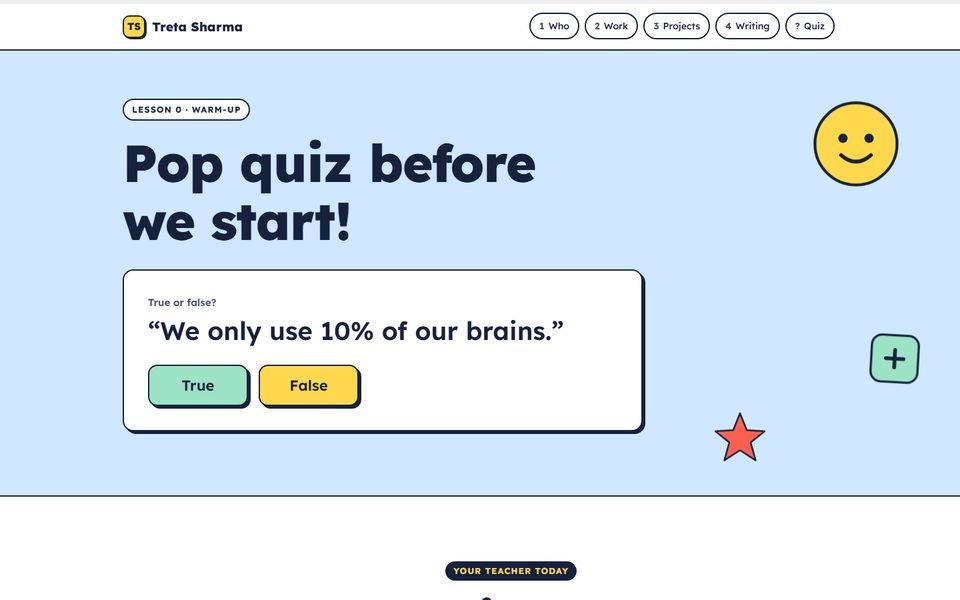 TS Treta Sharma
1 Who 2 Work 3 Projects 4 Writing ? Quiz
LESSON 0 · WARM-UP
Pop quiz before
we start!
True or false?
“We only use 10% of our brains.”
True False
YOUR TEACHER TODAY